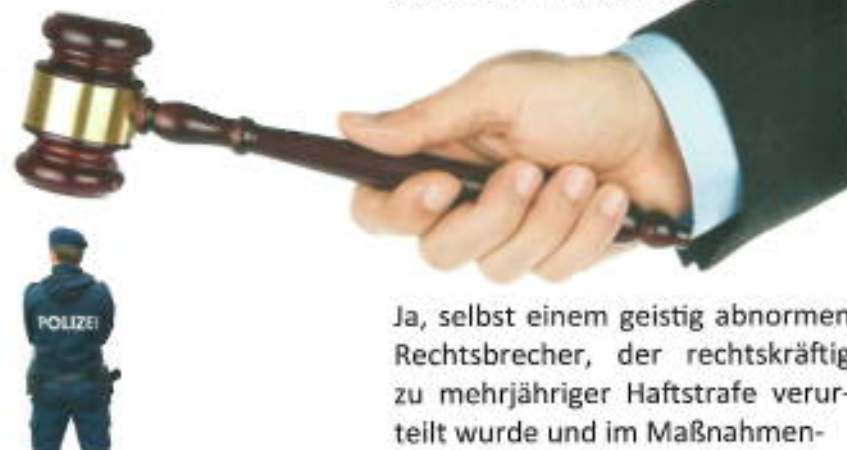 POLIZEI
Ja, selbst einem geistig abnormen
Rechtsbrecher, der rechtskräftig
zu mehrjähriger Haftstrafe verur-
teilt wurde und im Maßnahmen-